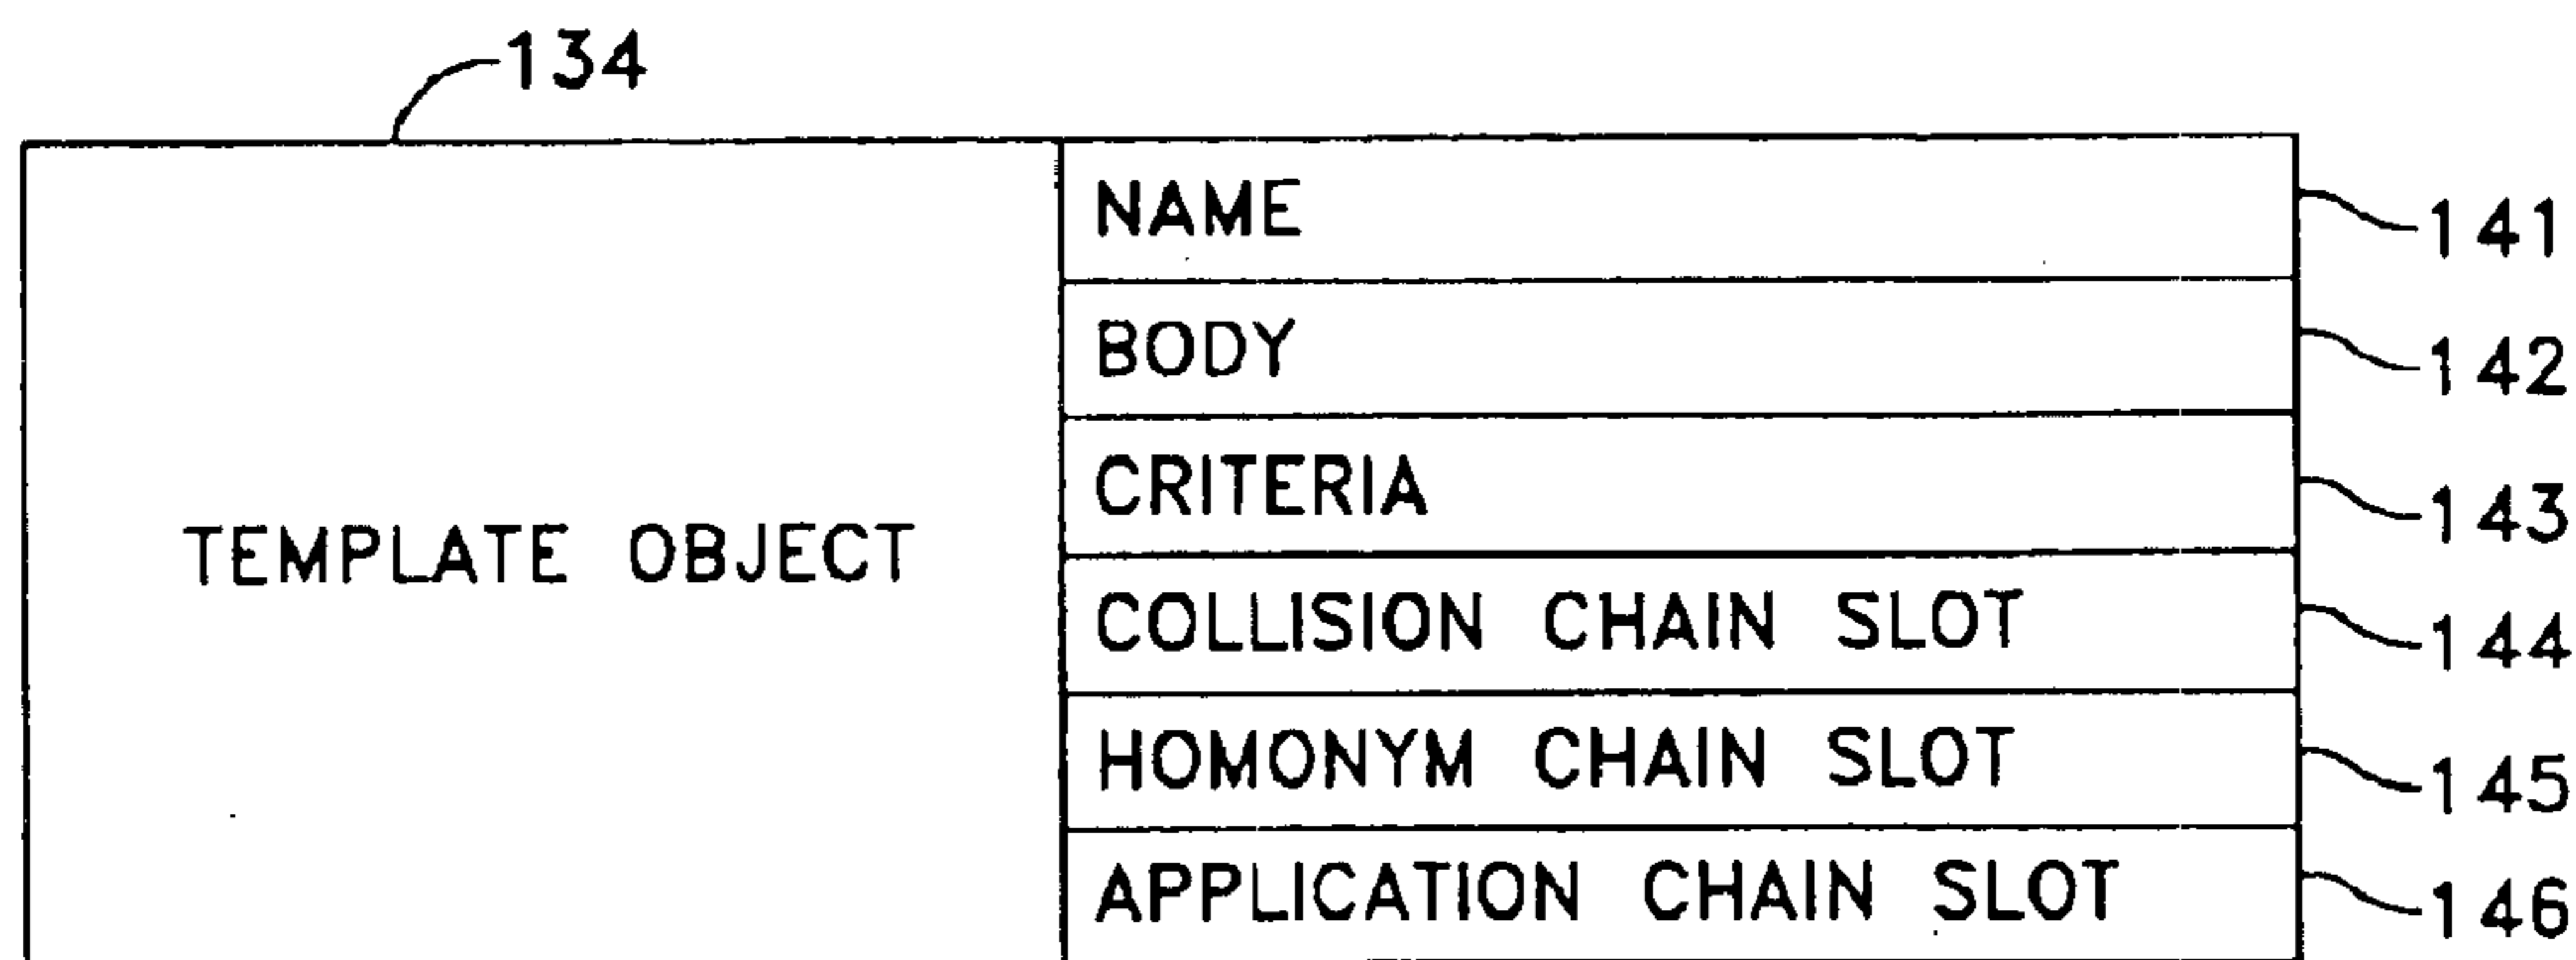 134
NAME
141
BODY
142
CRITERIA
143
TEMPLATE OBJECT
COLLISION CHAIN SLOT
144
HOMONYM CHAIN SLOT
145
APPLICATION CHAIN SLOT
146